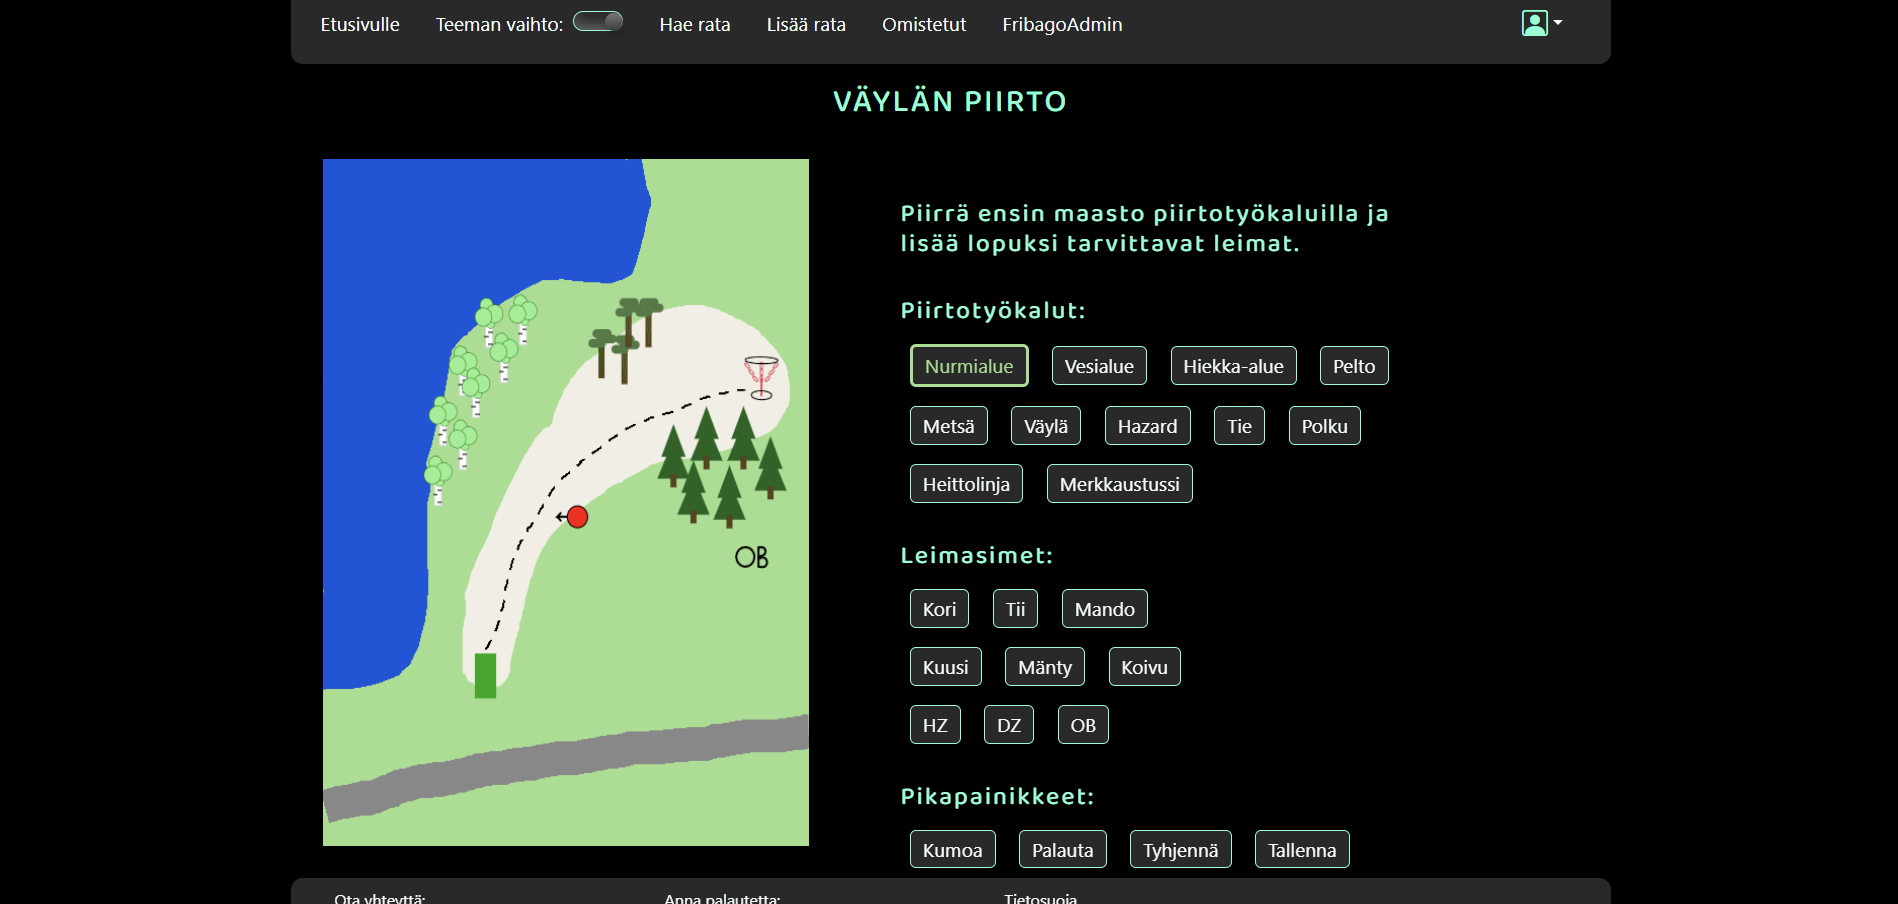 Etusivulle Teeman vaihto: Hae rata Lisää rata Omistetut FribagoAdmin
VÄYLÄN PIIRTO
OB
Piirrä ensin maasto piirtotyökaluilla ja
lisää lopuksi tarvittavat leimat.
Piirtotyökalut:
Nurmialue Vesialue Hiekka-alue Pelto
Metsä Väylä Hazard Tie Polku
Heittolinja Merkkaustussi
Leimasimet:
Kori Tii Mando
Kuusi Mänty Koivu
HZ DZ OB
Pikapainikkeet:
Kumoa Palauta Tyhjennä Tallenna
Ota yhteyttä: Anna palautetta: Tietosuoja